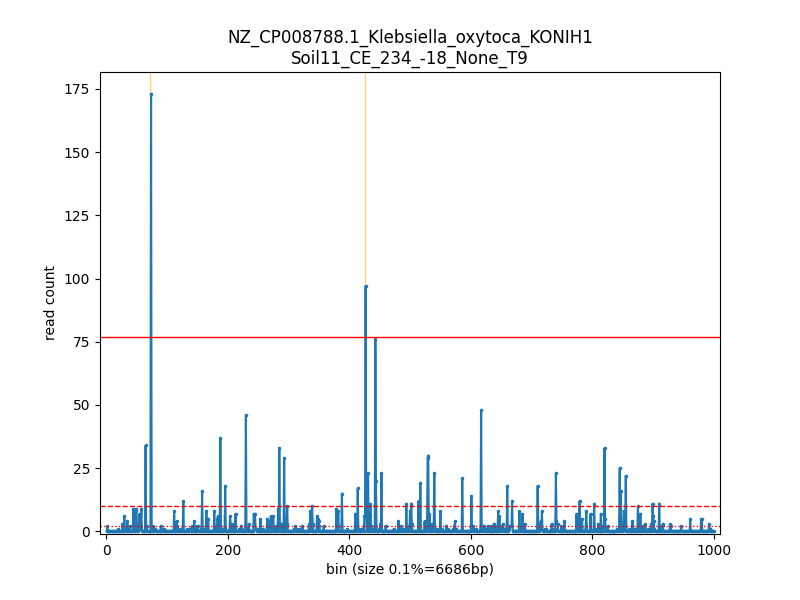 NZ_CP008788.1_Klebsiella_oxytoca_KONIH1
Soil11_CE_234_-18_None_T9
175
150
125
100
75
50
25
0
read count
0 200 400 600 800 1000
bin (size 0.1%=6686bp)